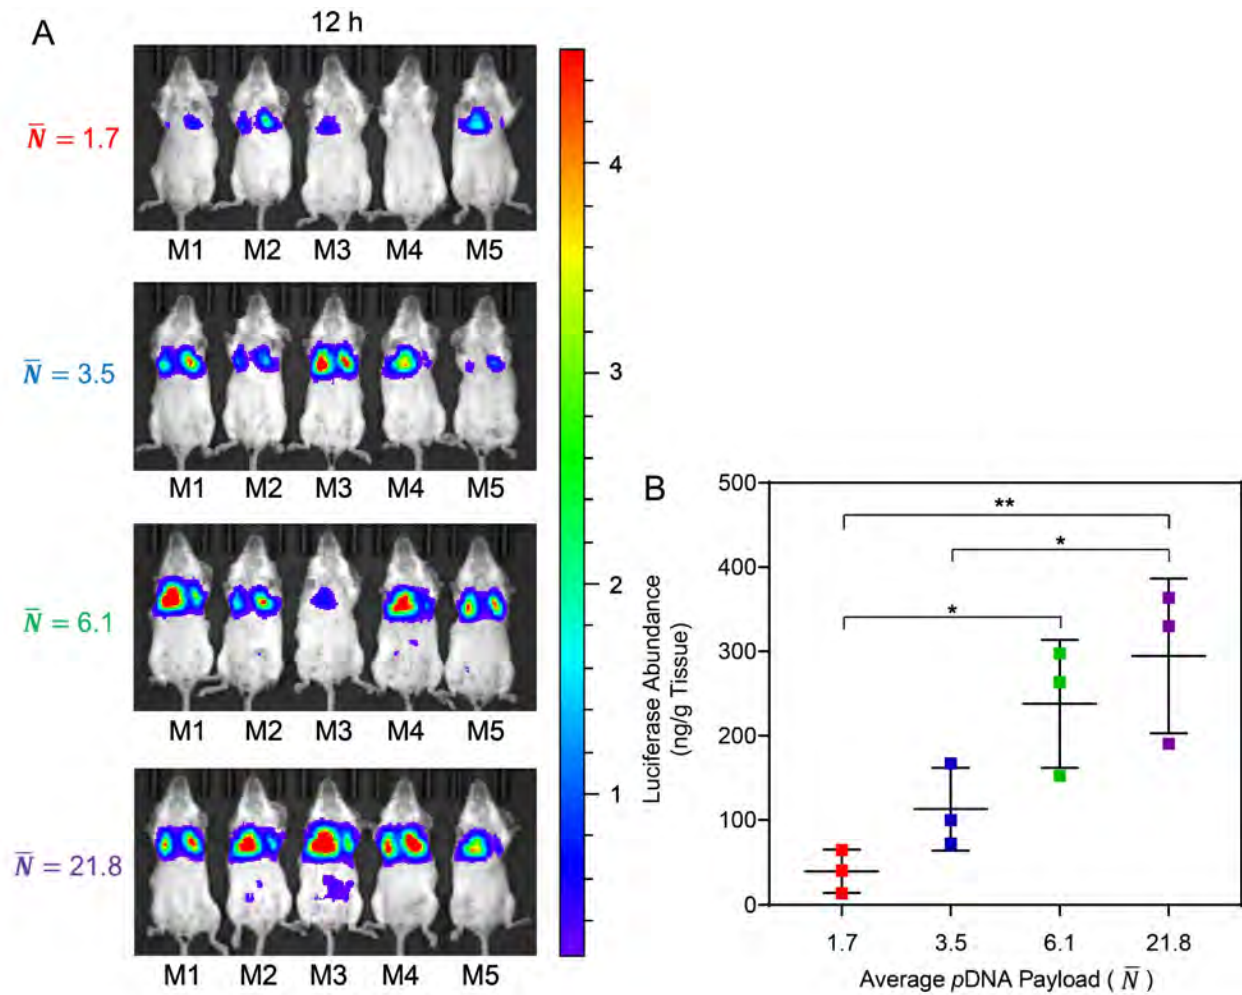 A
12 h
N̅ = 1.7
M1 M2 M3 M4 M5
N̅ = 3.5
M1 M2 M3 M4 M5
N̅ = 6.1
M1 M2 M3 M4 M5
N̅ = 21.8
M1 M2 M3 M4 M5
4
3
2
1
B
Luciferase Abundance
(ng/g Tissue)
500
400
300
200
100
0
**
*
*
1.7 3.5 6.1 21.8
Average pDNA Payload ( N̅ )